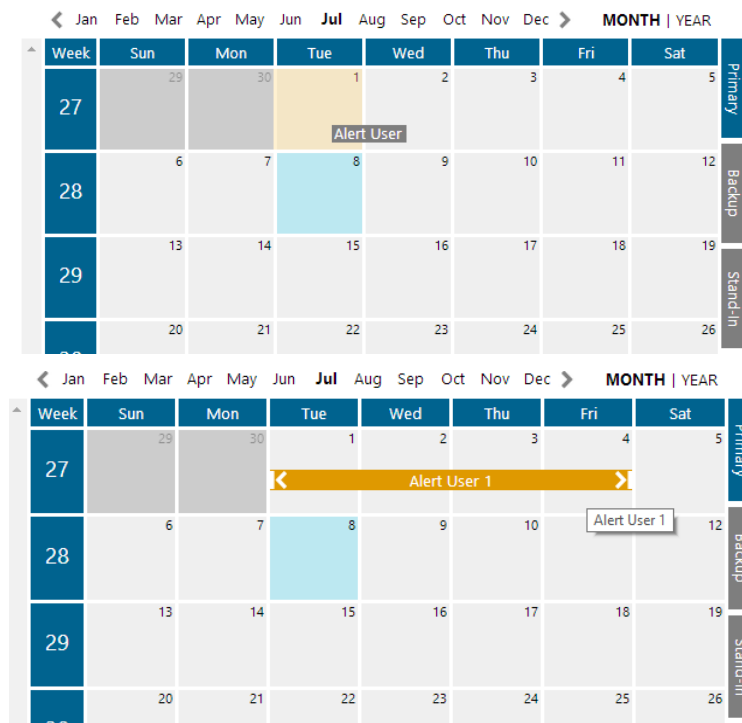 Jan Feb Mar Apr May Jun Jul Aug Sep Oct Nov Dec MONTH | YEAR
Week Sun Mon Tue Wed Thu Fri Sat
29 30 1 2 3 4 5
27
Alert User
6 7 8 9 10 11 12
28
13 14 15 16 17 18 19
29
20 21 22 23 24 25 26
Primary
Backup
Stand-In
Jan Feb Mar Apr May Jun Jul Aug Sep Oct Nov Dec MONTH | YEAR
Week Sun Mon Tue Wed Thu Fri Sat
29 30 1 2 3 4 5
27
Alert User 1
Alert User 1
6 7 8 9 10 12
28
13 14 15 16 17 18 19
29
20 21 22 23 24 25 26
Primary
Backup
Stand-In